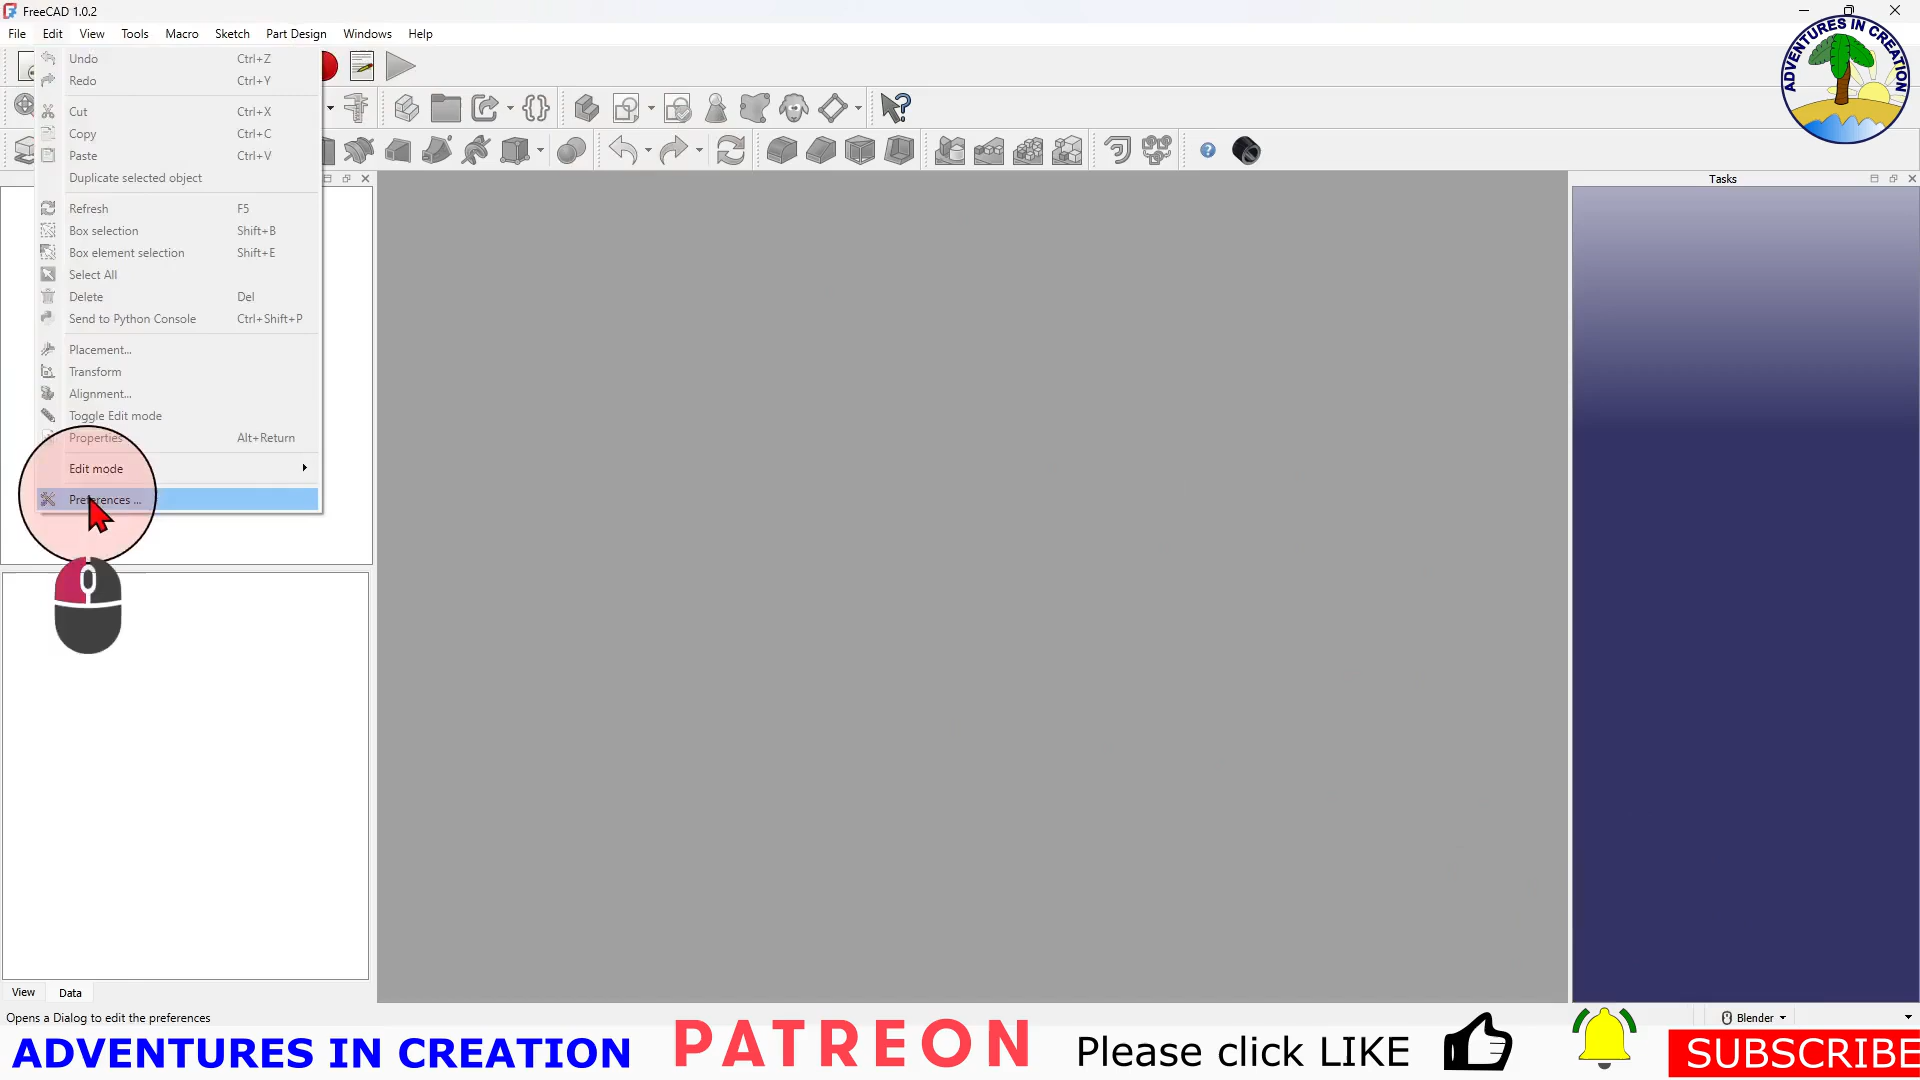 FreeCAD 1.0.2
File Edit View Tools Macro Sketch Part Design Windows Help
Undo Ctrl+Z
Redo Ctrl+Y
Cut Ctrl+X
Copy Ctrl+C
Paste Ctrl+V
Duplicate selected object
Refresh F5
Box selection Shift+B
Box element selection Shift+E
Select All
Delete Del
Send to Python Console Ctrl+Shift+P
Placement...
Transform
Alignment...
Toggle Edit mode
Properties Alt+Return
Edit mode
Preferences ...
Tasks
ADVENTURES IN CREATION
View Data
Opens a Dialog to edit the preferences
Blender
ADVENTURES IN CREATION PATREON Please click LIKE SUBSCRIBE